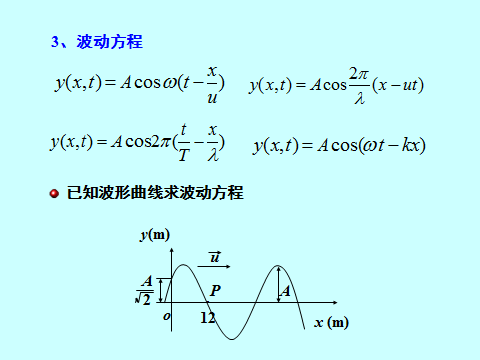 3、波动方程
y(x,t) = A cos ω(t − x/u)
y(x,t) = A cos 2π/λ (x − ut)
y(x,t) = A cos 2π(t/T − x/λ)
y(x,t) = A cos(ω t − kx)
已知波形曲线求波动方程
y(m)
u⃗
A/√2
P
A
o
12
x (m)